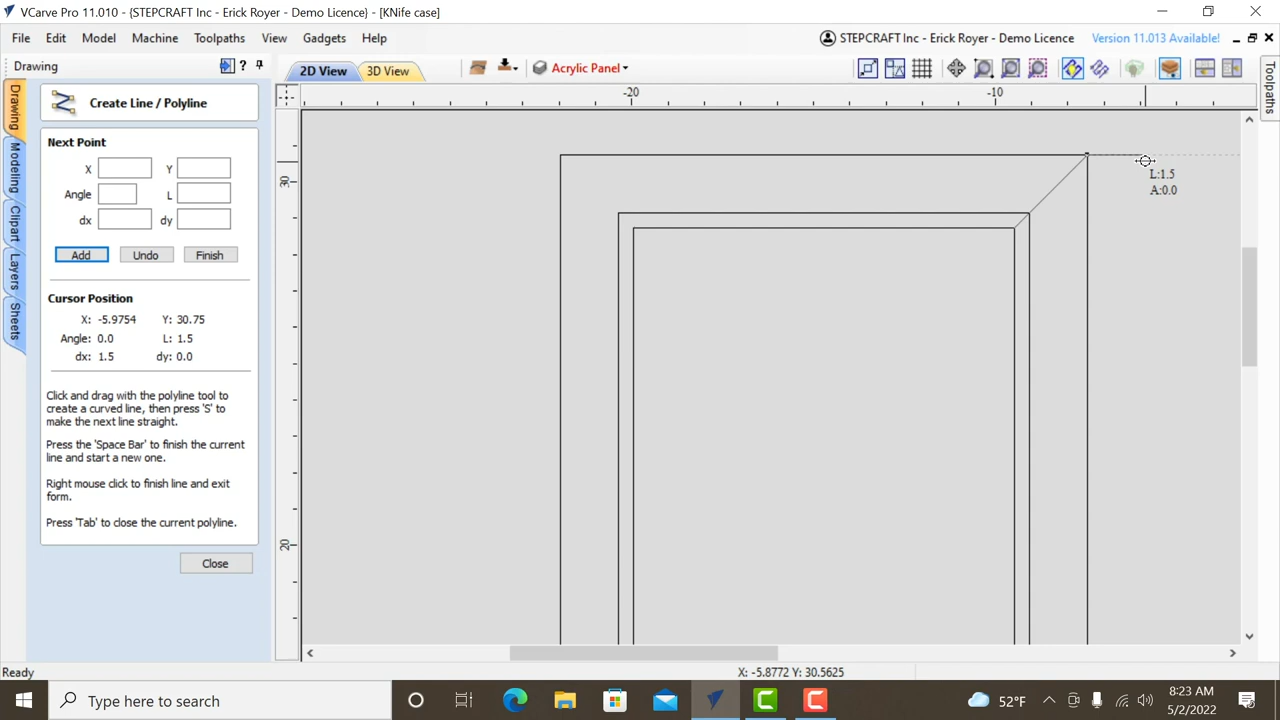 VCarve Pro 11.010 - {STEPCRAFT Inc - Erick Royer - Demo Licence} - [KNife case]
File Edit Model Machine Toolpaths View Gadgets Help
STEPCRAFT Inc - Erick Royer - Demo Licence Version 11.013 Available!
Drawing
2D View 3D View
Acrylic Panel
Drawing
Modeling
Clipart
Layers
Sheets
Toolpaths
Create Line / Polyline
Next Point
X Y
Angle L
dx dy
Add Undo Finish
Cursor Position
X: -5.9754 Y: 30.75
Angle: 0.0 L: 1.5
dx: 1.5 dy: 0.0
Click and drag with the polyline tool to
create a curved line, then press 'S' to
make the next line straight.
Press the 'Space Bar' to finish the current
line and start a new one.
Right mouse click to finish line and exit
form.
Press 'Tab' to close the current polyline.
Close
-20 -10
30
20
L:1.5
A:0.0
Ready
X: -5.8772 Y: 30.5625
Type here to search
52°F
8:23 AM
5/2/2022